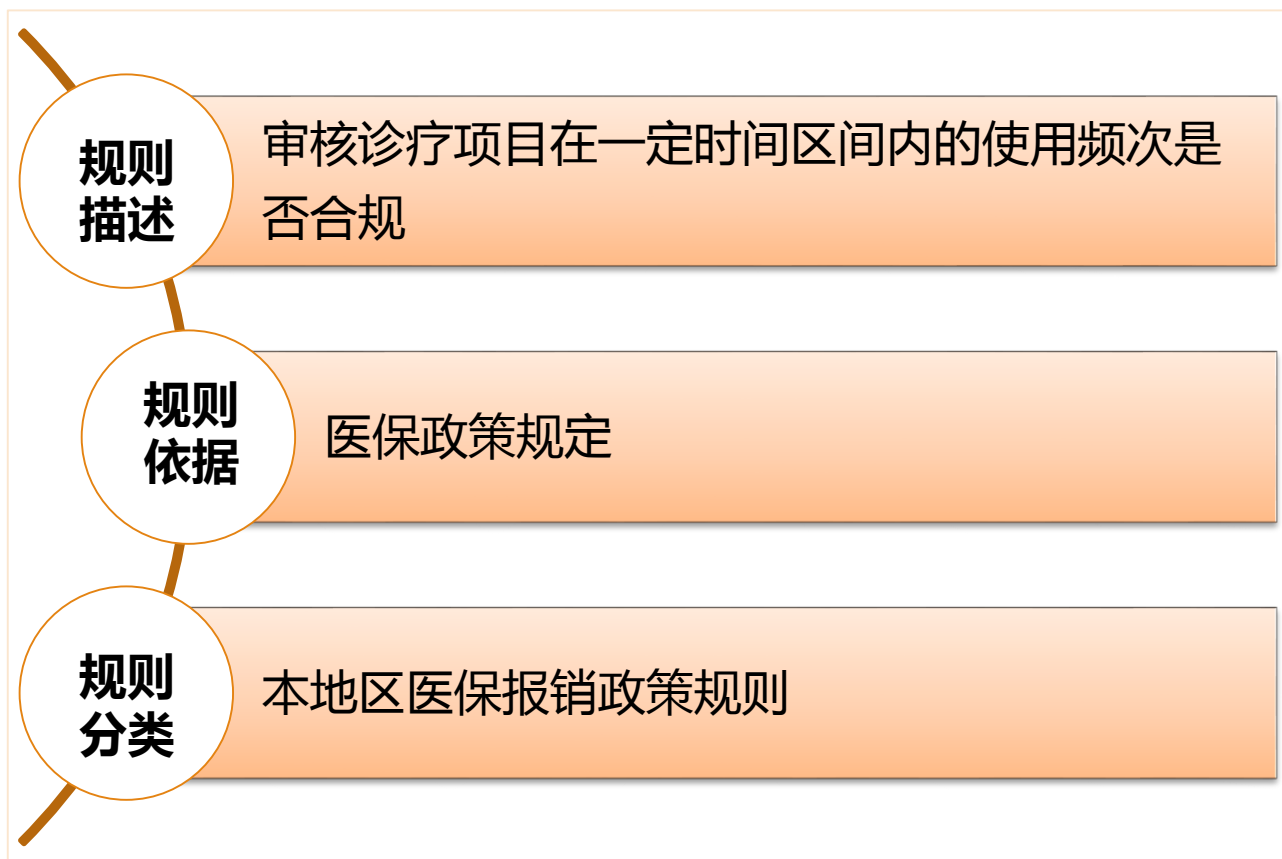 规则
描述
审核诊疗项目在一定时间区间内的使用频次是
否合规
规则
依据
医保政策规定
规则
分类
本地区医保报销政策规则